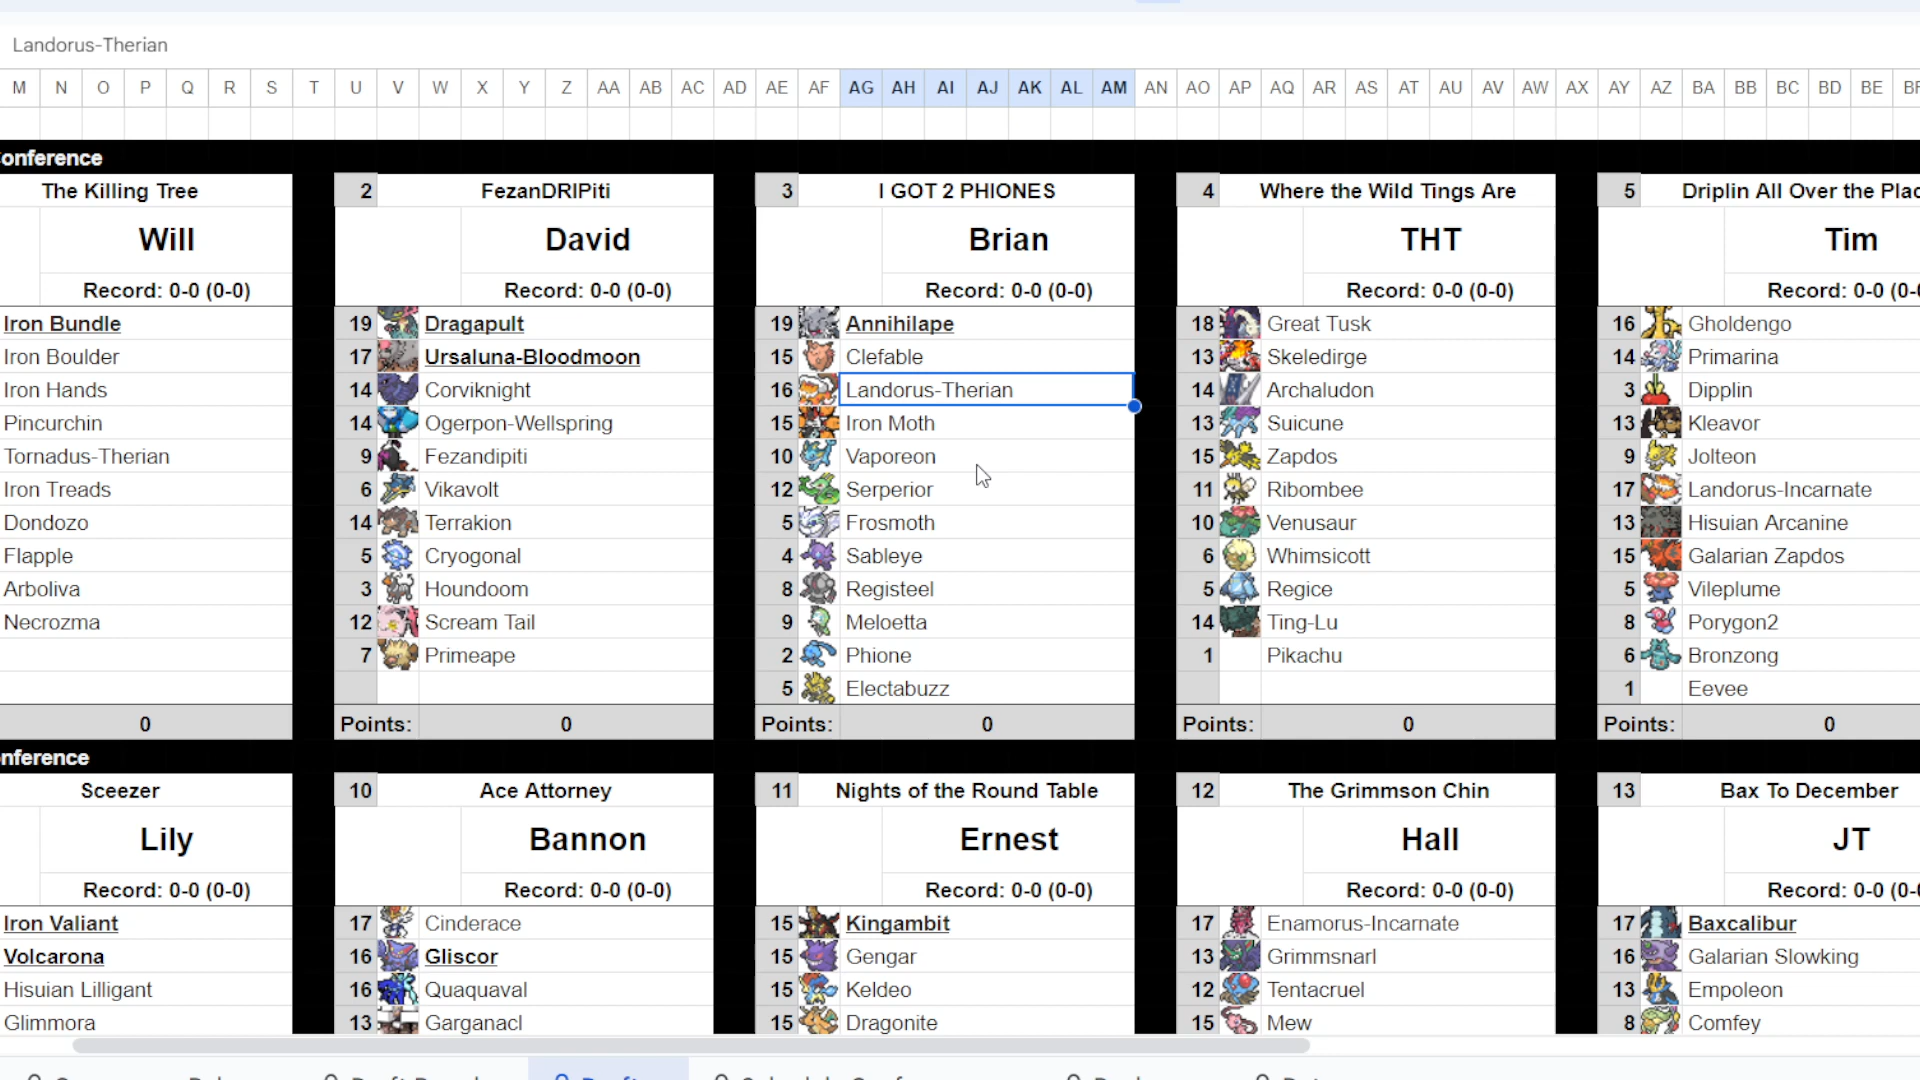 Landorus-Therian
M N O P Q R S T U V W X Y Z AA AB AC AD AE AF AG AH AI AJ AK AL AM AN AO AP AQ AR AS AT AU AV AW AX AY AZ BA BB BC BD BE
onference
The Killing Tree
Will
Record: 0-0 (0-0)
Iron Bundle
Iron Boulder
Iron Hands
Pincurchin
Tornadus-Therian
Iron Treads
Dondozo
Flapple
Arboliva
Necrozma
0
2 FezanDRIPiti
David
Record: 0-0 (0-0)
19 Dragapult
17 Ursaluna-Bloodmoon
14 Corviknight
14 Ogerpon-Wellspring
9 Fezandipiti
6 Vikavolt
14 Terrakion
5 Cryogonal
3 Houndoom
12 Scream Tail
7 Primeape
Points: 0
3 I GOT 2 PHIONES
Brian
Record: 0-0 (0-0)
19 Annihilape
15 Clefable
16 Landorus-Therian
15 Iron Moth
10 Vaporeon
12 Serperior
5 Frosmoth
4 Sableye
8 Registeel
9 Meloetta
2 Phione
5 Electabuzz
Points: 0
4 Where the Wild Tings Are
THT
Record: 0-0 (0-0)
18 Great Tusk
13 Skeledirge
14 Archaludon
13 Suicune
15 Zapdos
11 Ribombee
10 Venusaur
6 Whimsicott
5 Regice
14 Ting-Lu
1 Pikachu
Points: 0
5 Driplin All Over the Plac
Tim
Record: 0-0 (0-
16 Gholdengo
14 Primarina
3 Dipplin
13 Kleavor
9 Jolteon
17 Landorus-Incarnate
13 Hisuian Arcanine
15 Galarian Zapdos
5 Vileplume
8 Porygon2
6 Bronzong
1 Eevee
Points: 0
nference
Sceezer
Lily
Record: 0-0 (0-0)
Iron Valiant
Volcarona
Hisuian Lilligant
Glimmora
10 Ace Attorney
Bannon
Record: 0-0 (0-0)
17 Cinderace
16 Gliscor
16 Quaquaval
13 Garganacl
11 Nights of the Round Table
Ernest
Record: 0-0 (0-0)
15 Kingambit
15 Gengar
15 Keldeo
15 Dragonite
12 The Grimmson Chin
Hall
Record: 0-0 (0-0)
17 Enamorus-Incarnate
13 Grimmsnarl
12 Tentacruel
15 Mew
13 Bax To December
JT
Record: 0-0 (0-
17 Baxcalibur
16 Galarian Slowking
13 Empoleon
8 Comfey